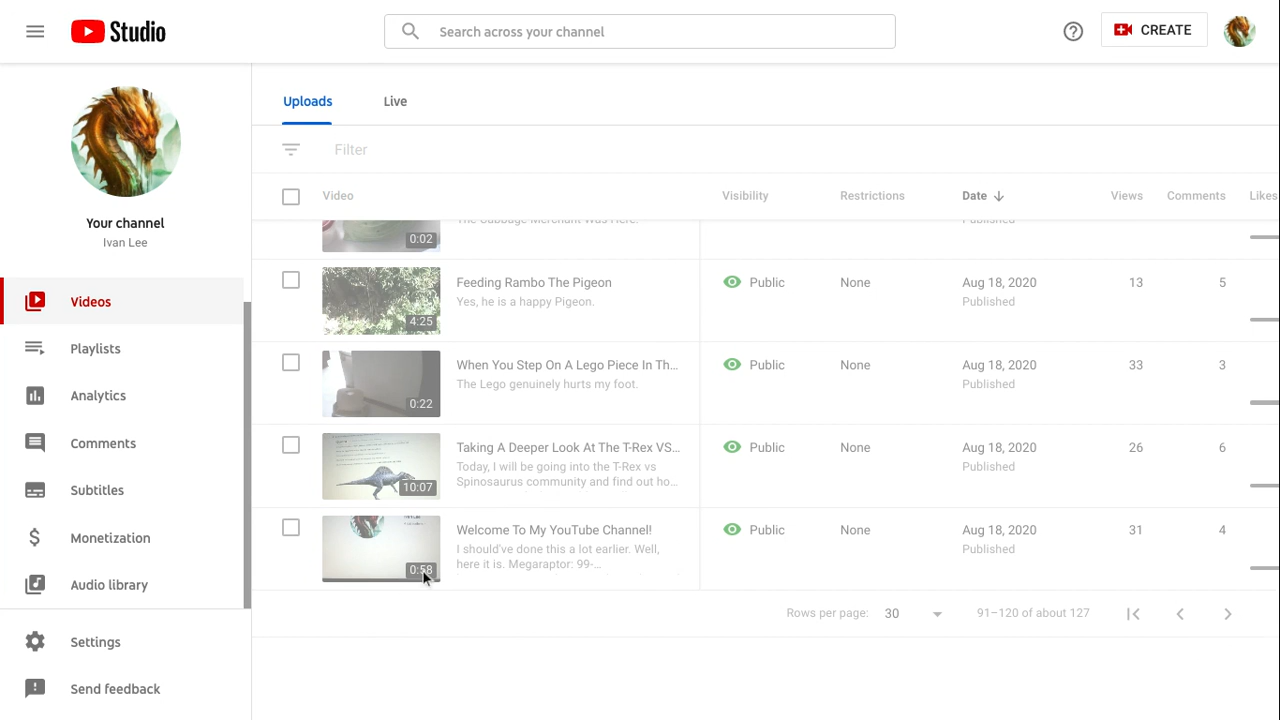 Studio
Search across your channel
CREATE
Your channel
Ivan Lee
Videos
Playlists
Analytics
Comments
Subtitles
Monetization
Audio library
Settings
Send feedback
Uploads
Live
Filter
Video
Visibility
Restrictions
Date
Views
Comments
Likes
0:02
The Cabbage Merchant Was Here.
Published
4:25
Feeding Rambo The Pigeon
Yes, he is a happy Pigeon.
Public
None
Aug 18, 2020
Published
13
5
0:22
When You Step On A Lego Piece In Th...
The Lego genuinely hurts my foot.
Public
None
Aug 18, 2020
Published
33
3
10:07
Taking A Deeper Look At The T-Rex VS...
Today, I will be going into the T-Rex vs
Spinosaurus community and find out ho...
Public
None
Aug 18, 2020
Published
26
6
0:58
Welcome To My YouTube Channel!
I should've done this a lot earlier. Well,
here it is. Megaraptor: 99-...
Public
None
Aug 18, 2020
Published
31
4
Rows per page: 30
91–120 of about 127